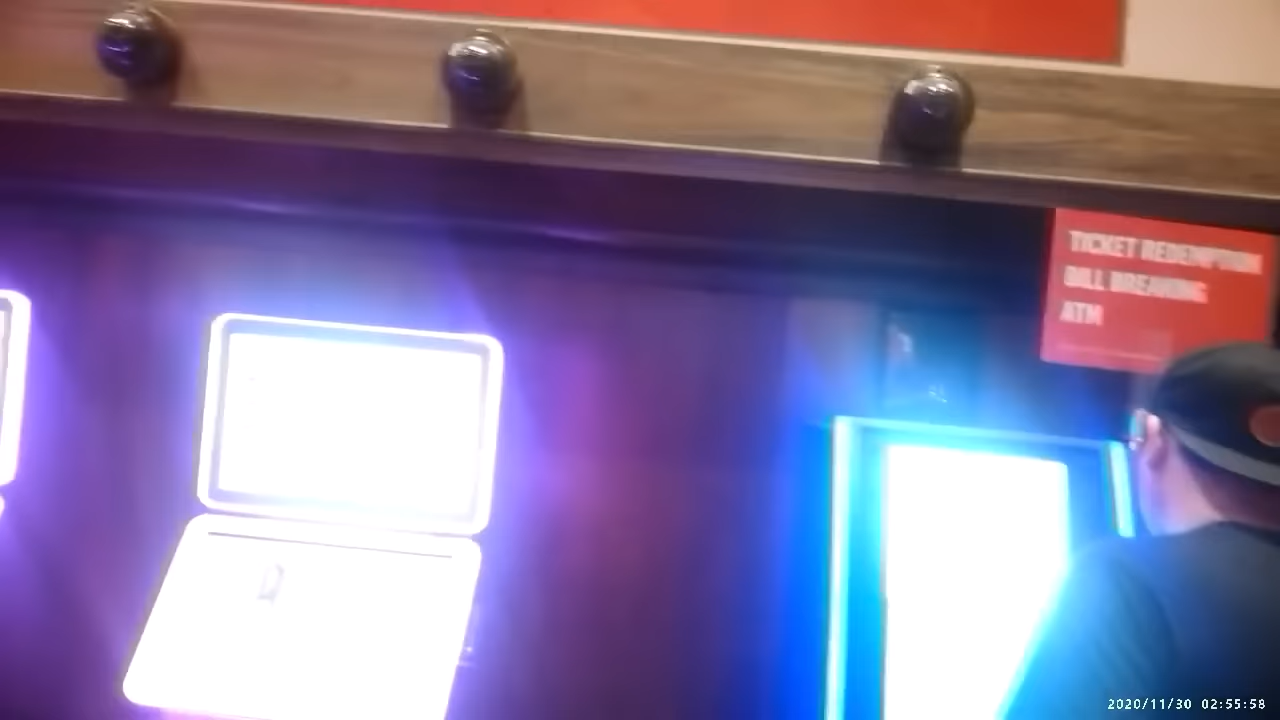 TICKET REDEMPTION
BILL BREAKING
ATM
2020/11/30 02:55:58